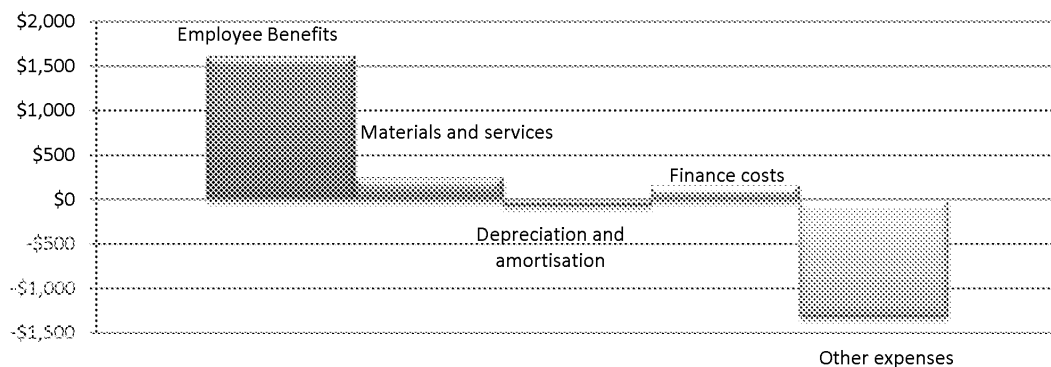 $2,000
Employee Benefits
$1,500
$1,000
Materials and services
$500
Finance costs
$0
Depreciation and
amortisation
-$500
-$1,000
-$1,500
Other expenses